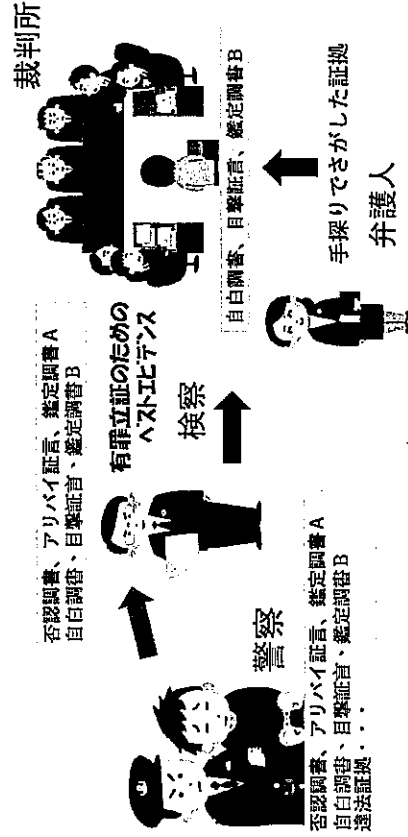 裁判所
否認調書、アリバイ証言、鑑定調書A
自白調書、目撃証言、鑑定調書B
有罪立証のための
ベストエビデンス
検察
自白調書、目撃証言、鑑定調書B
手探りでさがした証拠
弁護人
警察
否認調書、アリバイ証言、鑑定調書A
自白調書、目撃証言、鑑定調書B
違法証拠・・・